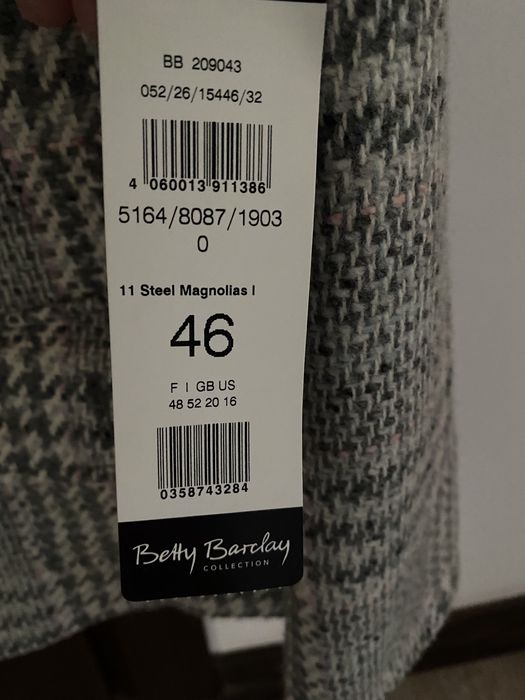 BB 209043
052/26/15446/32
4 060013 911386
5164/8087/1903
0
11 Steel Magnolias I
46
F I GB US
48 52 20 16
0358743284
Betty Barclay
COLLECTION